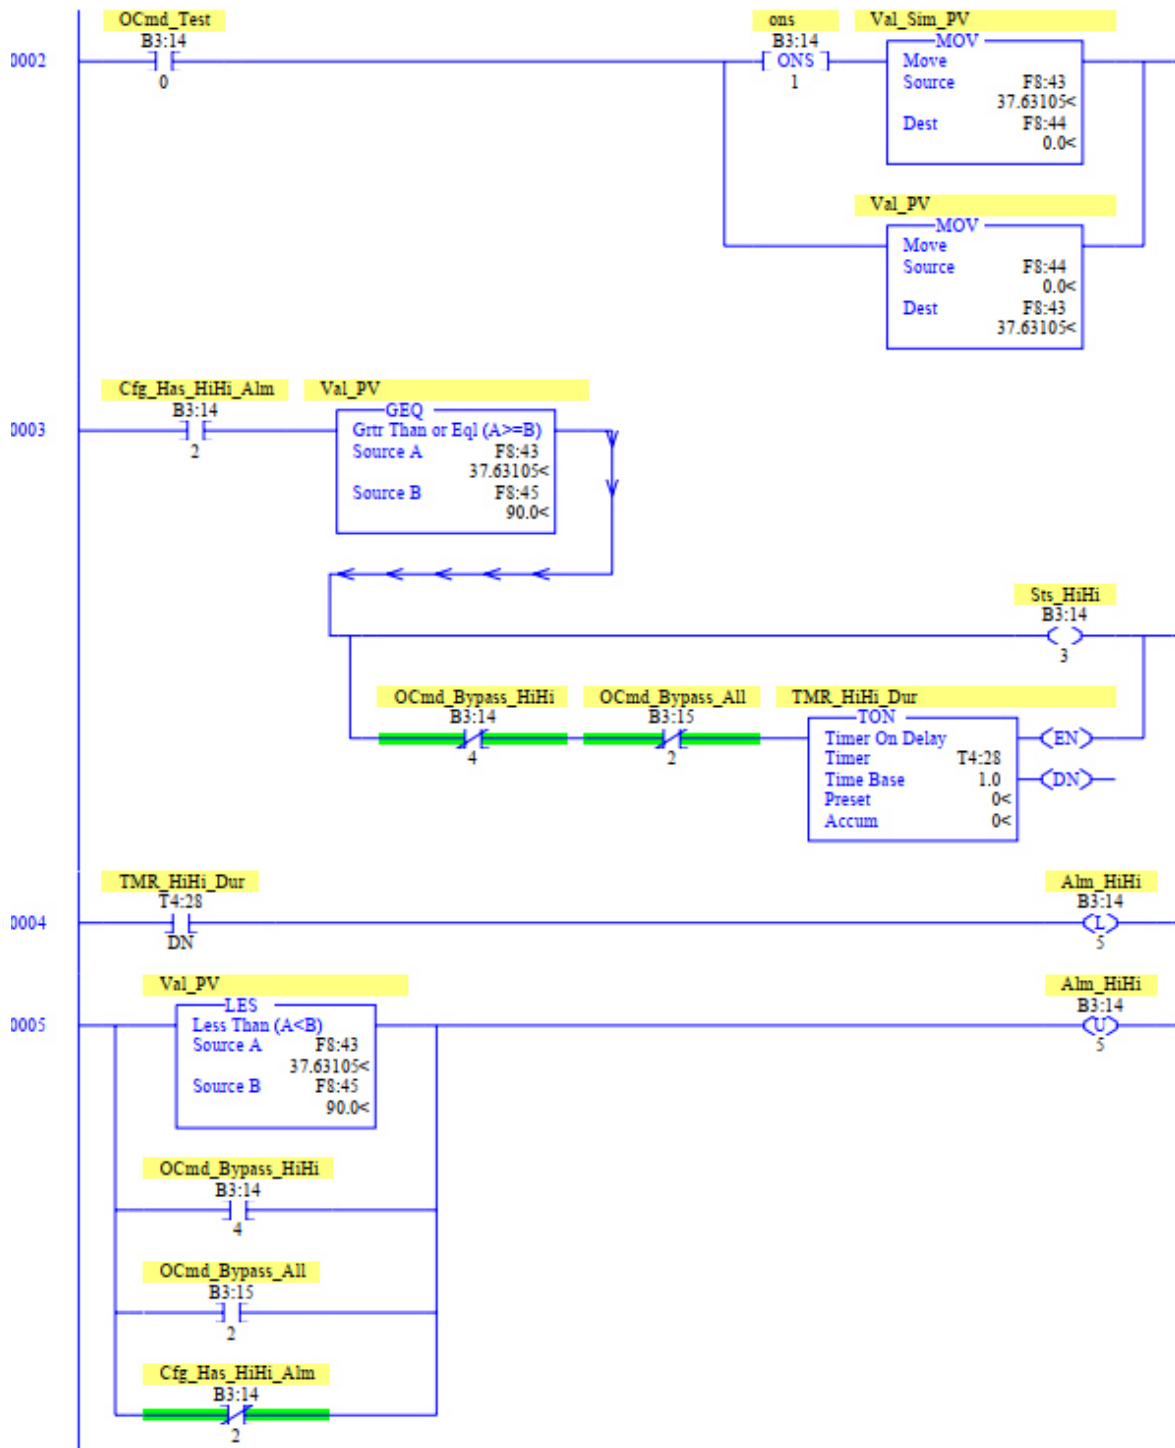 OCmd_Test
B3:14
0
ons
B3:14
ONS
1
Val_Sim_PV
MOV
Move
Source F8:43
37.63105<
Dest F8:44
0.0<
0002
Val_PV
MOV
Move
Source F8:44
0.0<
Dest F8:43
37.63105<
0003
Cfg_Has_HiHi_Alm
B3:14
2
Val_PV
GEQ
Grtr Than or Eql (A>=B)
Source A F8:43
37.63105<
Source B F8:45
90.0<
Sts_HiHi
B3:14
3
OCmd_Bypass_HiHi
B3:14
4
OCmd_Bypass_All
B3:15
2
TMR_HiHi_Dur
TON
Timer On Delay
Timer T4:28
Time Base 1.0
Preset 0<
Accum 0<
EN
DN
0004
TMR_HiHi_Dur
T4:28
DN
Alm_HiHi
B3:14
L
5
0005
Val_PV
LES
Less Than (A<B)
Source A F8:43
37.63105<
Source B F8:45
90.0<
Alm_HiHi
B3:14
U
5
OCmd_Bypass_HiHi
B3:14
4
OCmd_Bypass_All
B3:15
2
Cfg_Has_HiHi_Alm
B3:14
2